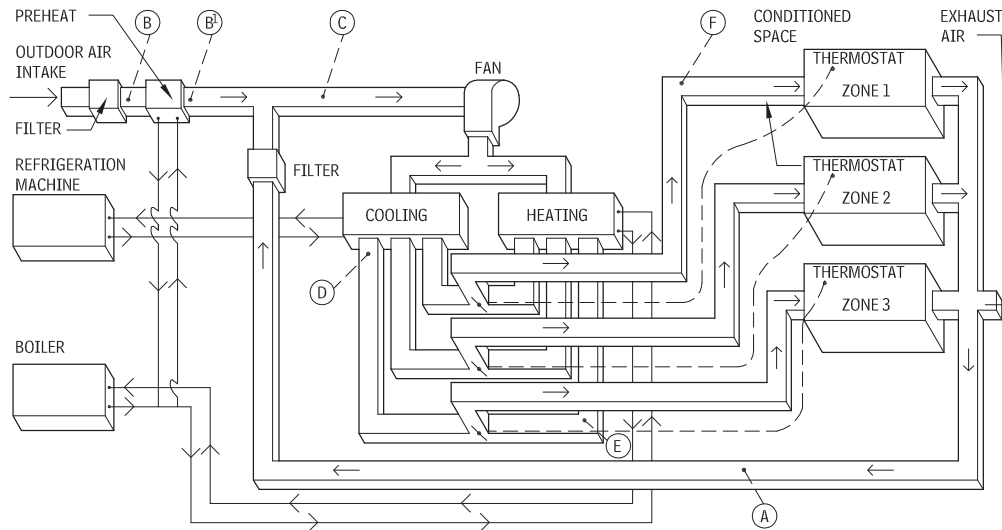 PREHEAT
B
B¹
C
F
CONDITIONED
SPACE
EXHAUST
AIR
OUTDOOR AIR
INTAKE
FAN
THERMOSTAT
ZONE 1
FILTER
REFRIGERATION
MACHINE
FILTER
THERMOSTAT
ZONE 2
COOLING
HEATING
D
THERMOSTAT
ZONE 3
BOILER
E
A